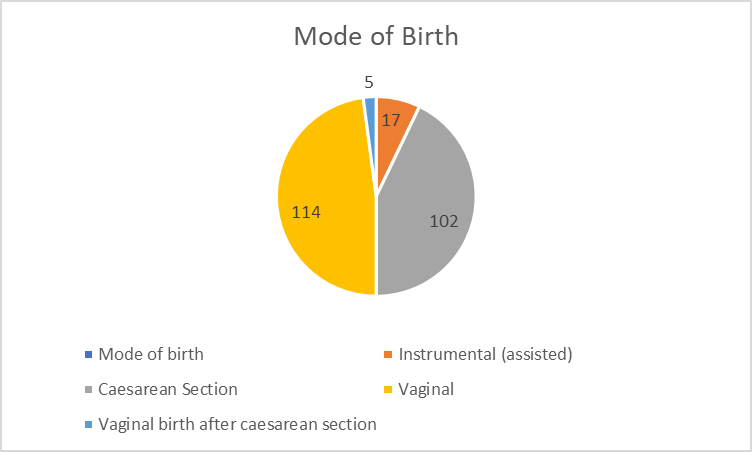 Mode of Birth
5
17
114
102
Mode of birth
Instrumental (assisted)
Caesarean Section
Vaginal
Vaginal birth after caesarean section